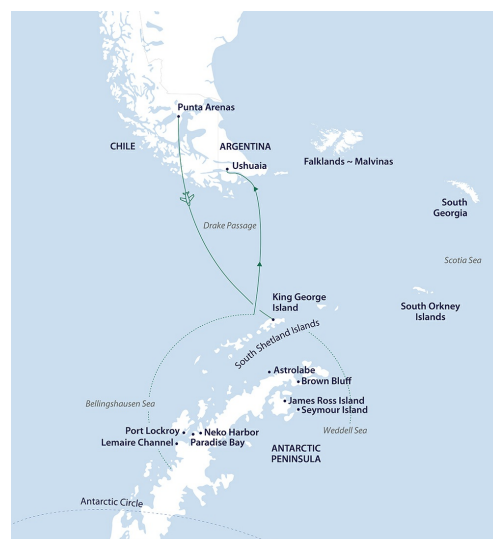 Punta Arenas
CHILE
ARGENTINA
Ushuaia
Falklands ~ Malvinas
South
Georgia
Drake Passage
Scotia Sea
King George
Island
South Orkney
Islands
South Shetland Islands
Astrolabe
Brown Bluff
James Ross Island
Seymour Island
Bellingshausen Sea
Weddell Sea
Port Lockroy
Neko Harbor
Lemaire Channel
Paradise Bay
ANTARCTIC
PENINSULA
Antarctic Circle